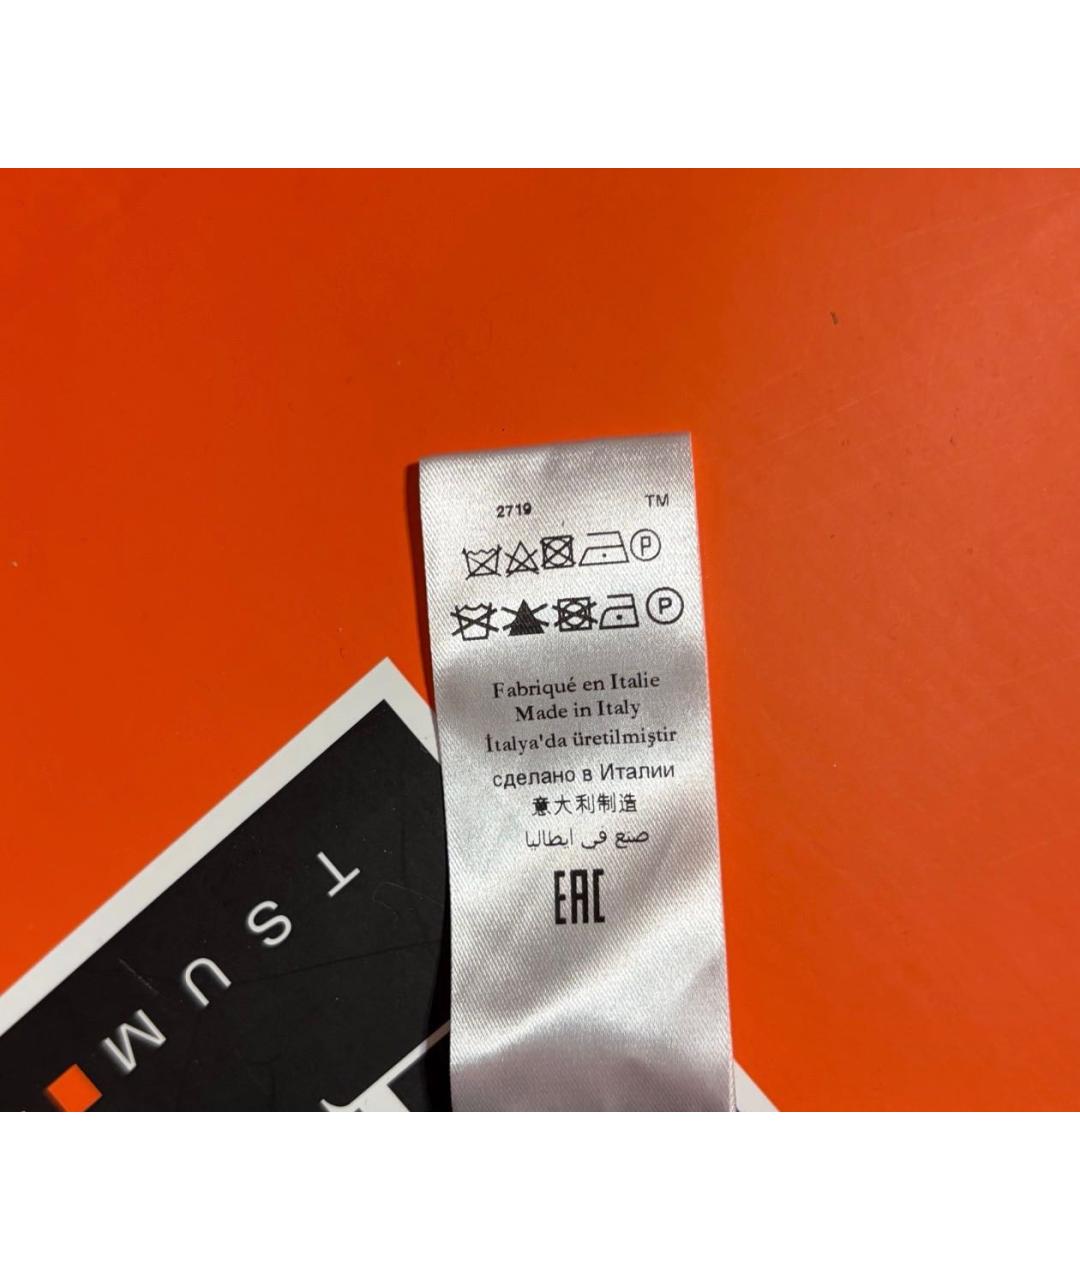 2719 TM
P
P
Fabriqué en Italie
Made in Italy
İtalya'da üretilmiştir
сделано в Италии
意大利制造
صنع في ايطاليا
EAC
TSUM